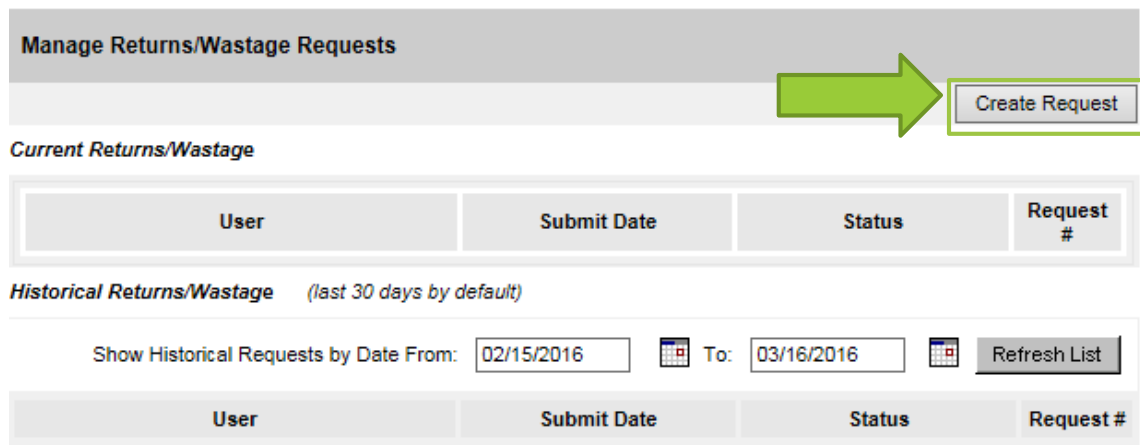 Manage Returns/Wastage Requests
Create Request
Current Returns/Wastage
User Submit Date Status Request #
Historical Returns/Wastage (last 30 days by default)
Show Historical Requests by Date From: 02/15/2016 To: 03/16/2016 Refresh List
User Submit Date Status Request #